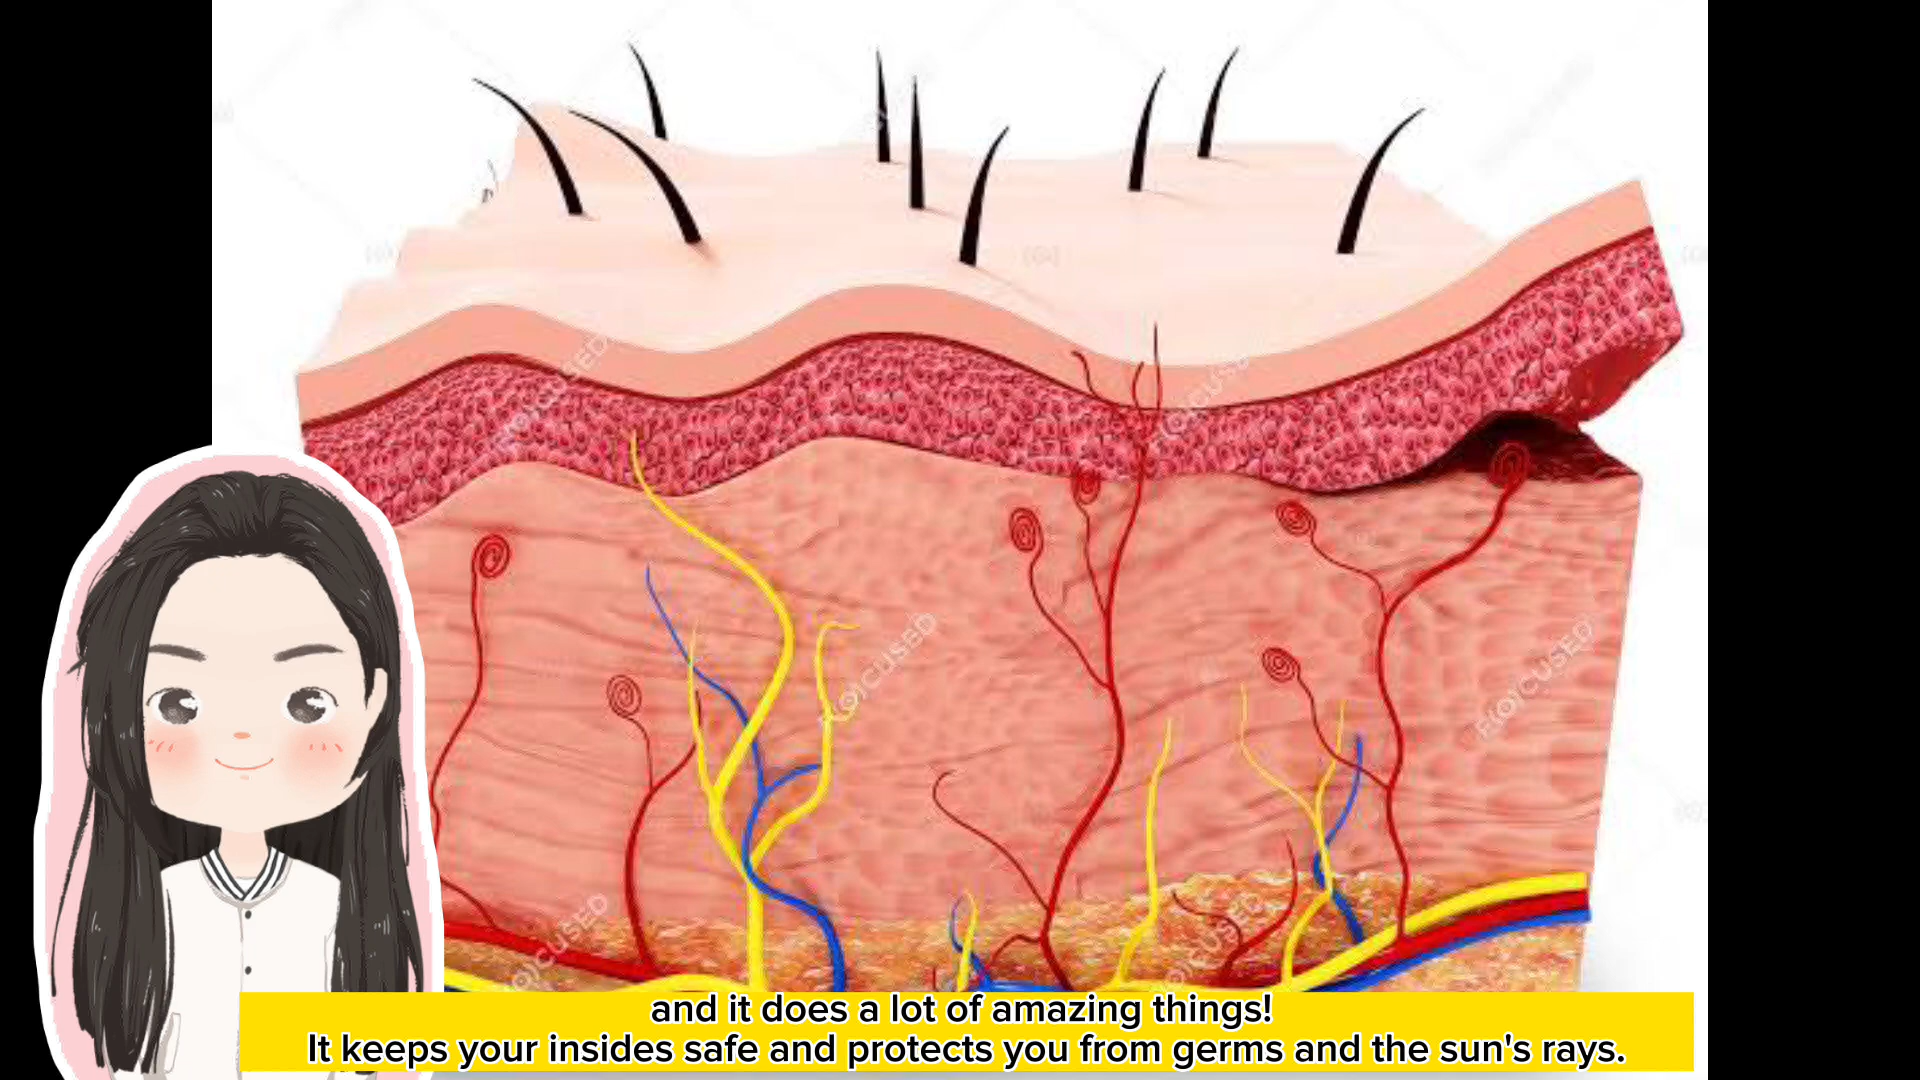 and it does a lot of amazing things!
It keeps your insides safe and protects you from germs and the sun's rays.